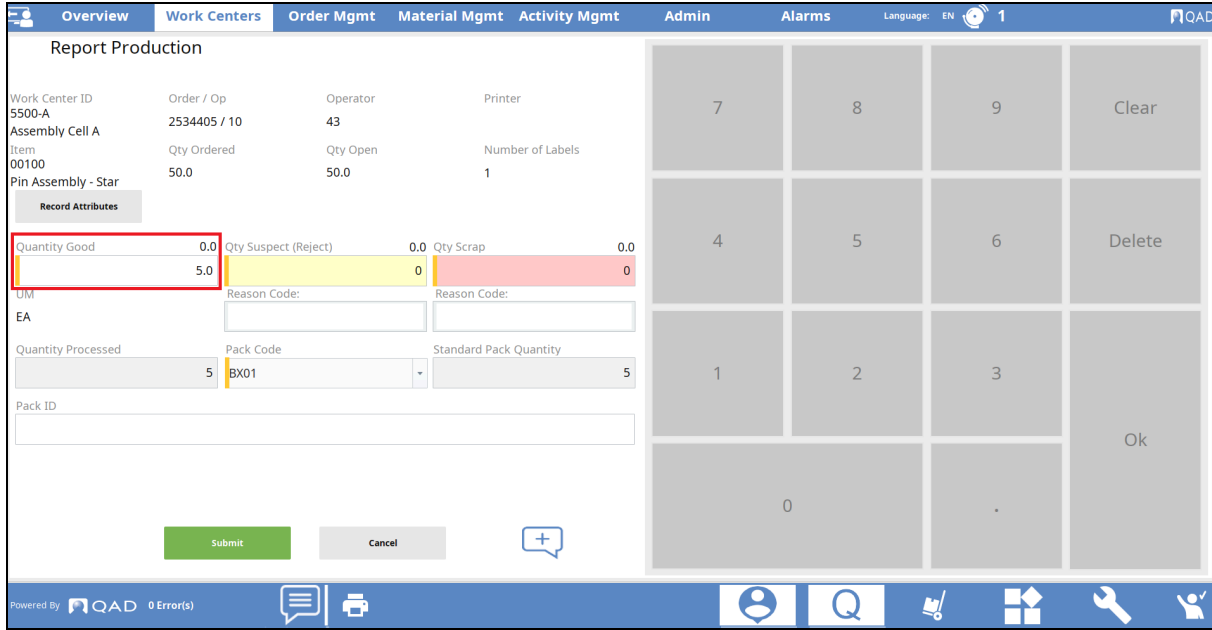 Overview Work Centers Order Mgmt Material Mgmt Activity Mgmt Admin Alarms Language: EN 1 QAD
Report Production
Work Center ID Order / Op Operator Printer
5500-A 2534405 / 10 43
Assembly Cell A
Item Qty Ordered Qty Open Number of Labels
00100 50.0 50.0 1
Pin Assembly - Star
Record Attributes
Quantity Good 0.0 Qty Suspect (Reject) 0.0 Qty Scrap 0.0
5.0 0 0
UM Reason Code: Reason Code:
EA
Quantity Processed Pack Code Standard Pack Quantity
5 BX01 5
Pack ID
Submit Cancel
7 8 9 Clear
4 5 6 Delete
1 2 3 Ok
0 .
Powered By QAD 0 Error(s) Q